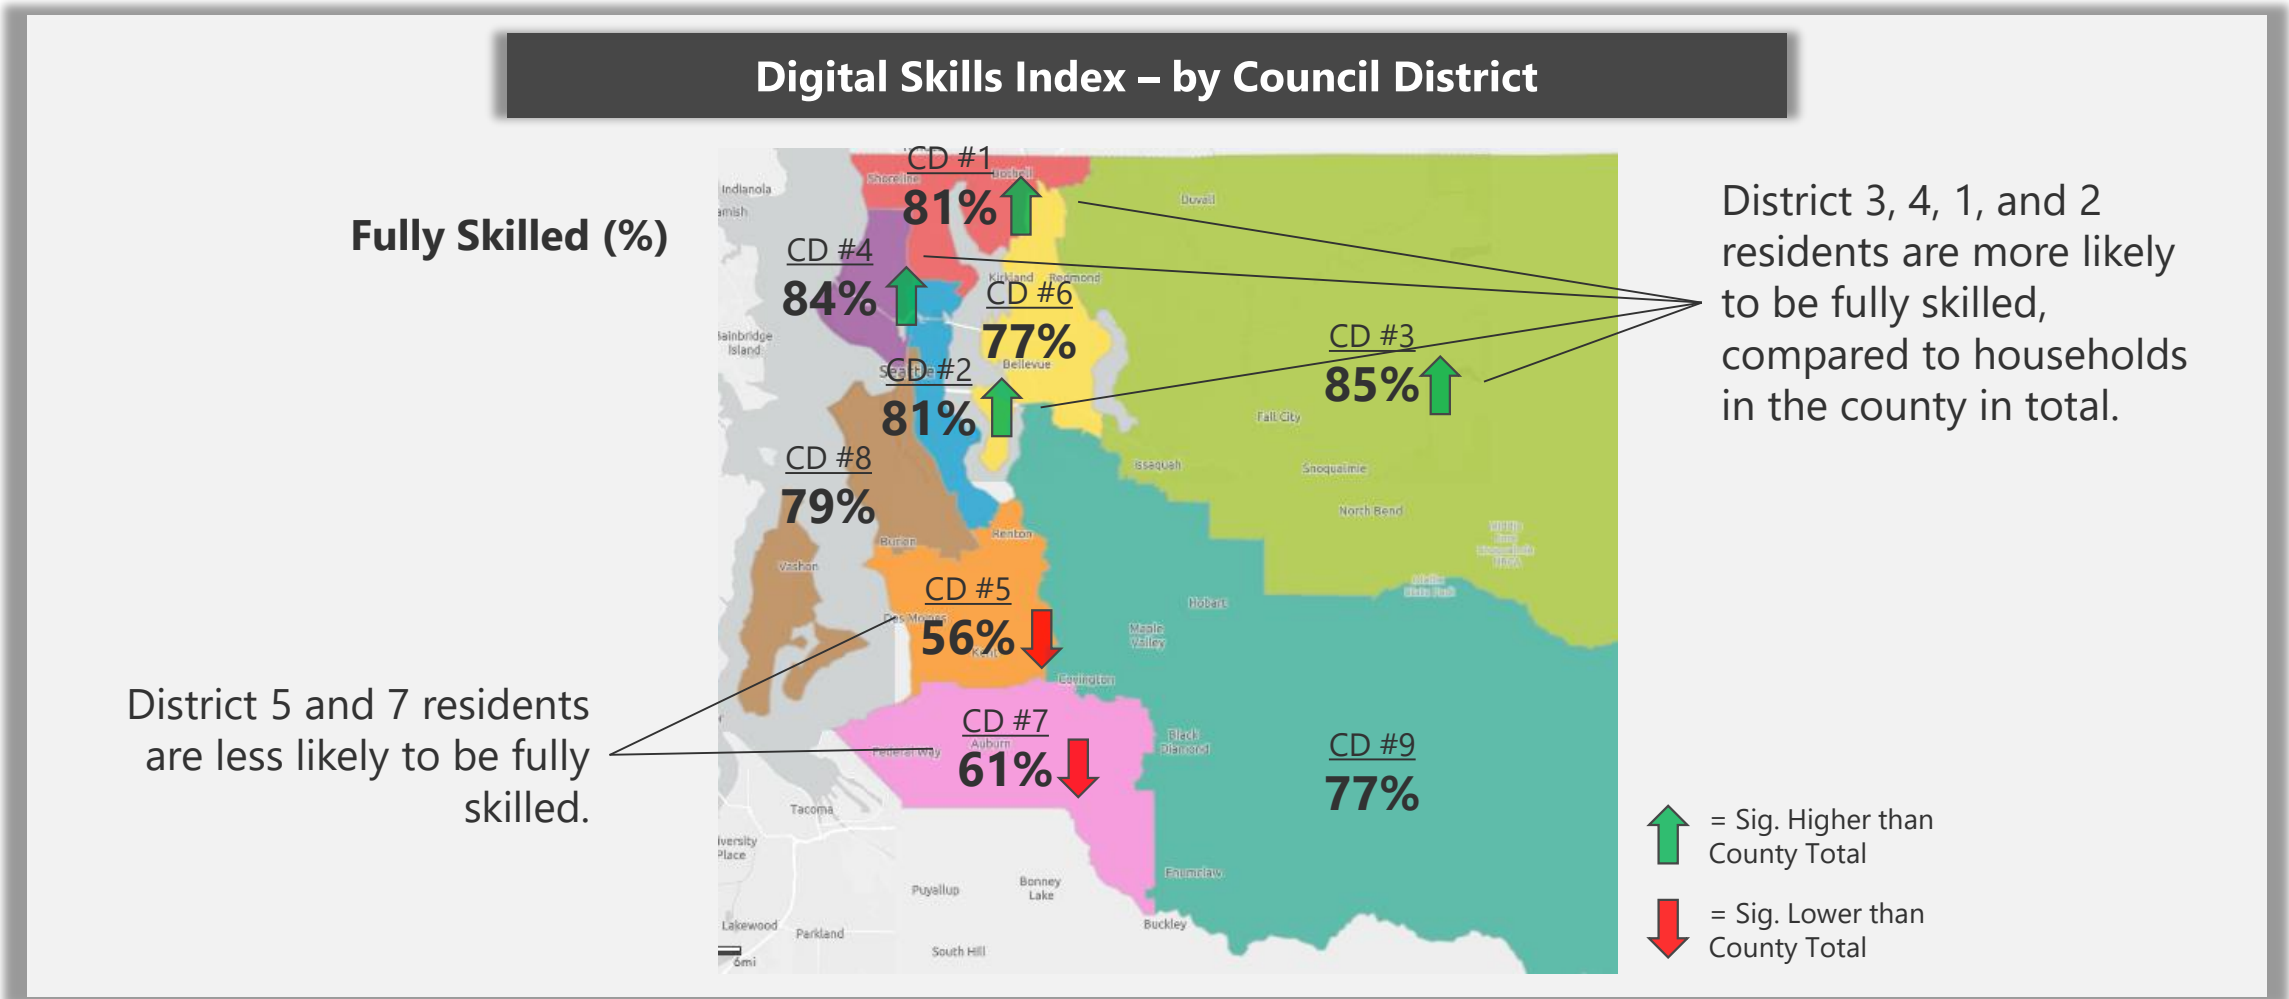 Digital Skills Index – by Council District
Fully Skilled (%)
CD #1
81%
CD #4
84%
CD #6
77%
CD #3
85%
CD #2
81%
CD #8
79%
CD #5
56%
CD #7
61%
CD #9
77%
District 3, 4, 1, and 2
residents are more likely
to be fully skilled,
compared to households
in the county in total.
District 5 and 7 residents
are less likely to be fully
skilled.
= Sig. Higher than
County Total
= Sig. Lower than
County Total
Indianola
Shoreline
Bothell
Duvall
Kirkland
Redmond
Bainbridge
Island
Seattle
Bellevue
Fall City
Issaquah
Snoqualmie
North Bend
Burien
Renton
Vashon
Des Moines
Kent
Hobart
Maple
Valley
Covington
Federal Way
Auburn
Black
Diamond
Tacoma
Place
Enumclaw
Puyallup
Bonney
Lake
Buckley
Lakewood
Parkland
South Hill
6mi